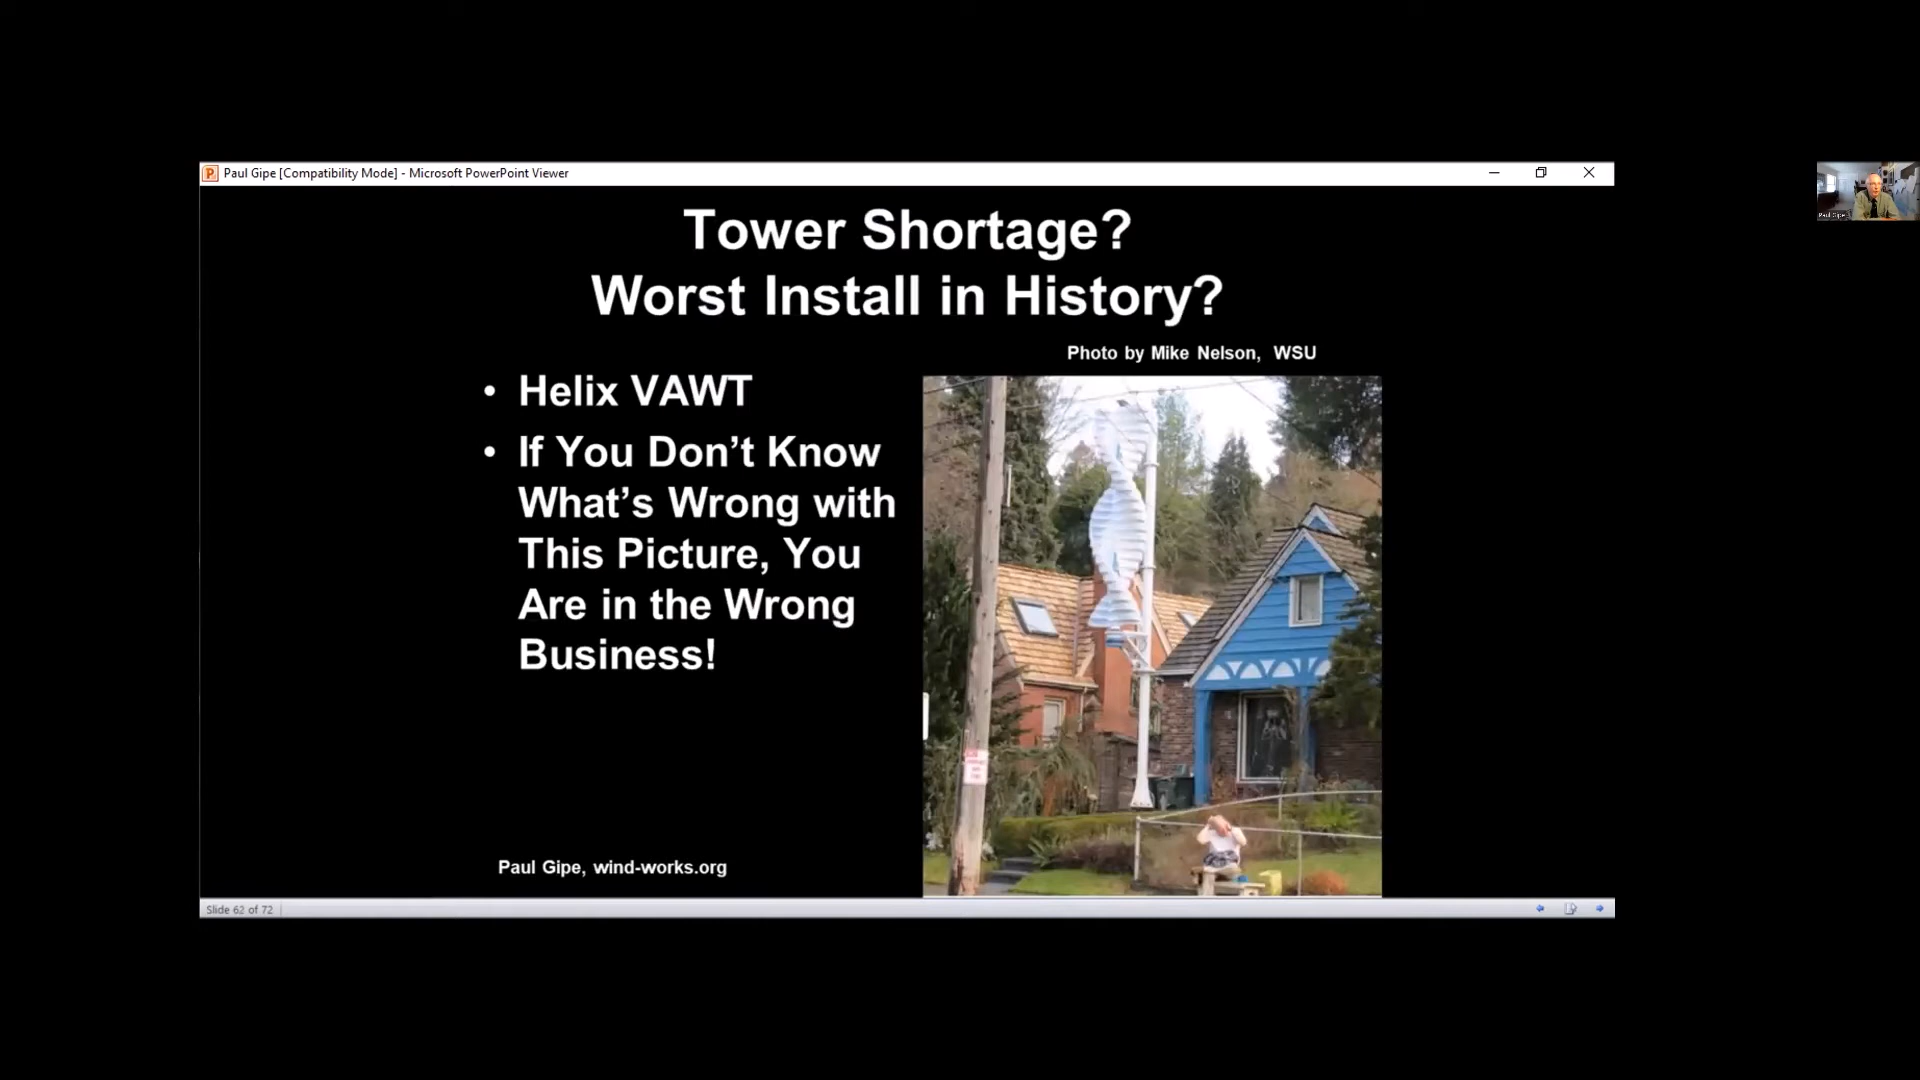 Paul Gipe [Compatibility Mode] - Microsoft PowerPoint Viewer
Tower Shortage?
Worst Install in History?
Photo by Mike Nelson, WSU
• Helix VAWT
• If You Don’t Know
What’s Wrong with
This Picture, You
Are in the Wrong
Business!
Paul Gipe, wind-works.org
Slide 62 of 72
Paul Gipe